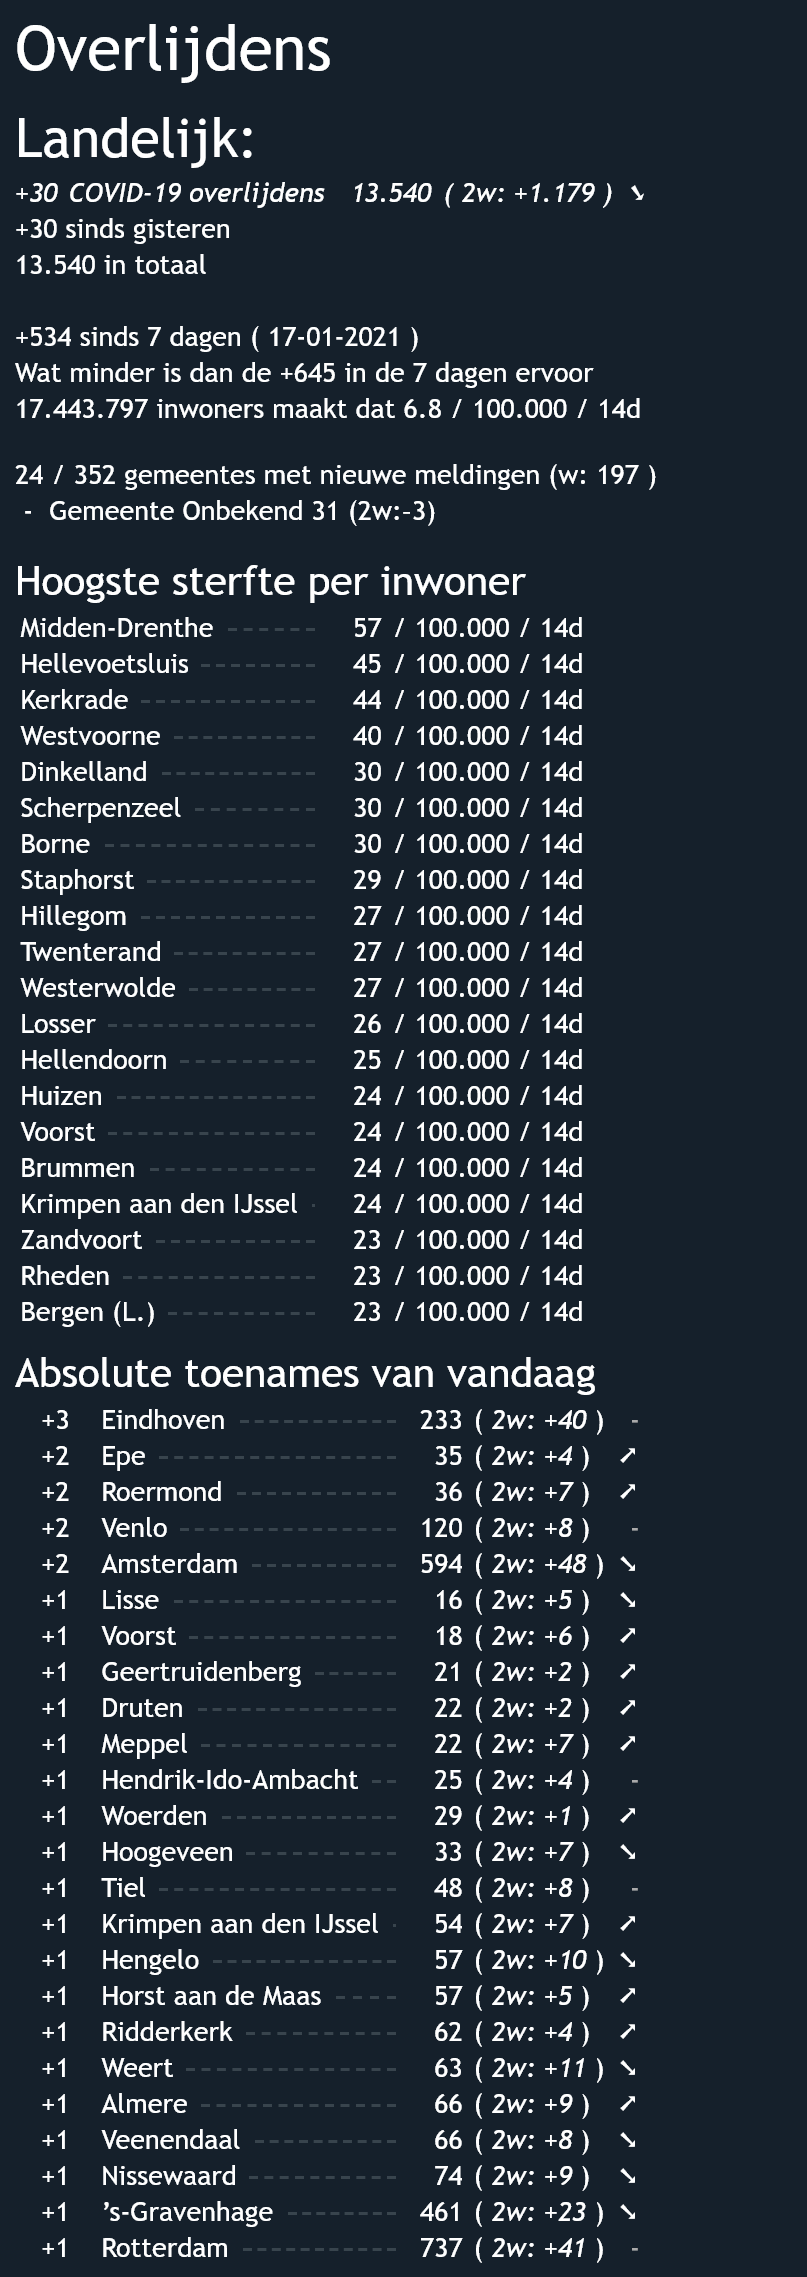 Overlijdens
Landelijk:
+30 COVID-19 overlijdens 13.540 ( 2w: +1.179 ) ➘
+30 sinds gisteren
13.540 in totaal
+534 sinds 7 dagen ( 17-01-2021 )
Wat minder is dan de +645 in de 7 dagen ervoor
17.443.797 inwoners maakt dat 6.8 / 100.000 / 14d
24 / 352 gemeentes met nieuwe meldingen (w: 197 )
- Gemeente Onbekend 31 (2w:-3)
Hoogste sterfte per inwoner
Midden-Drenthe ------ 57 / 100.000 / 14d
Hellevoetsluis -------- 45 / 100.000 / 14d
Kerkrade ------------ 44 / 100.000 / 14d
Westvoorne ---------- 40 / 100.000 / 14d
Dinkelland ----------- 30 / 100.000 / 14d
Scherpenzeel -------- 30 / 100.000 / 14d
Borne -------------- 30 / 100.000 / 14d
Staphorst ----------- 29 / 100.000 / 14d
Hillegom ------------ 27 / 100.000 / 14d
Twenterand ---------- 27 / 100.000 / 14d
Westerwolde --------- 27 / 100.000 / 14d
Losser -------------- 26 / 100.000 / 14d
Hellendoorn --------- 25 / 100.000 / 14d
Huizen ------------- 24 / 100.000 / 14d
Voorst -------------- 24 / 100.000 / 14d
Brummen ----------- 24 / 100.000 / 14d
Krimpen aan den IJssel - 24 / 100.000 / 14d
Zandvoort ----------- 23 / 100.000 / 14d
Rheden ------------- 23 / 100.000 / 14d
Bergen (L.) ---------- 23 / 100.000 / 14d
Absolute toenames van vandaag
+3 Eindhoven ----------- 233 ( 2w: +40 ) -
+2 Epe ---------------- 35 ( 2w: +4 ) ➚
+2 Roermond ----------- 36 ( 2w: +7 ) ➚
+2 Venlo --------------- 120 ( 2w: +8 ) -
+2 Amsterdam ---------- 594 ( 2w: +48 ) ➘
+1 Lisse --------------- 16 ( 2w: +5 ) ➘
+1 Voorst -------------- 18 ( 2w: +6 ) ➚
+1 Geertruidenberg ------ 21 ( 2w: +2 ) ➚
+1 Druten -------------- 22 ( 2w: +2 ) ➚
+1 Meppel ------------- 22 ( 2w: +7 ) ➚
+1 Hendrik-Ido-Ambacht -- 25 ( 2w: +4 ) -
+1 Woerden ------------ 29 ( 2w: +1 ) ➚
+1 Hoogeveen ---------- 33 ( 2w: +7 ) ➘
+1 Tiel ---------------- 48 ( 2w: +8 ) -
+1 Krimpen aan den IJssel - 54 ( 2w: +7 ) ➚
+1 Hengelo ------------- 57 ( 2w: +10 ) ➘
+1 Horst aan de Maas ---- 57 ( 2w: +5 ) ➚
+1 Ridderkerk ---------- 62 ( 2w: +4 ) ➚
+1 Weert -------------- 63 ( 2w: +11 ) ➘
+1 Almere ------------- 66 ( 2w: +9 ) ➚
+1 Veenendaal ---------- 66 ( 2w: +8 ) ➘
+1 Nissewaard ---------- 74 ( 2w: +9 ) ➘
+1 ’s-Gravenhage -------- 461 ( 2w: +23 ) ➘
+1 Rotterdam ----------- 737 ( 2w: +41 ) -